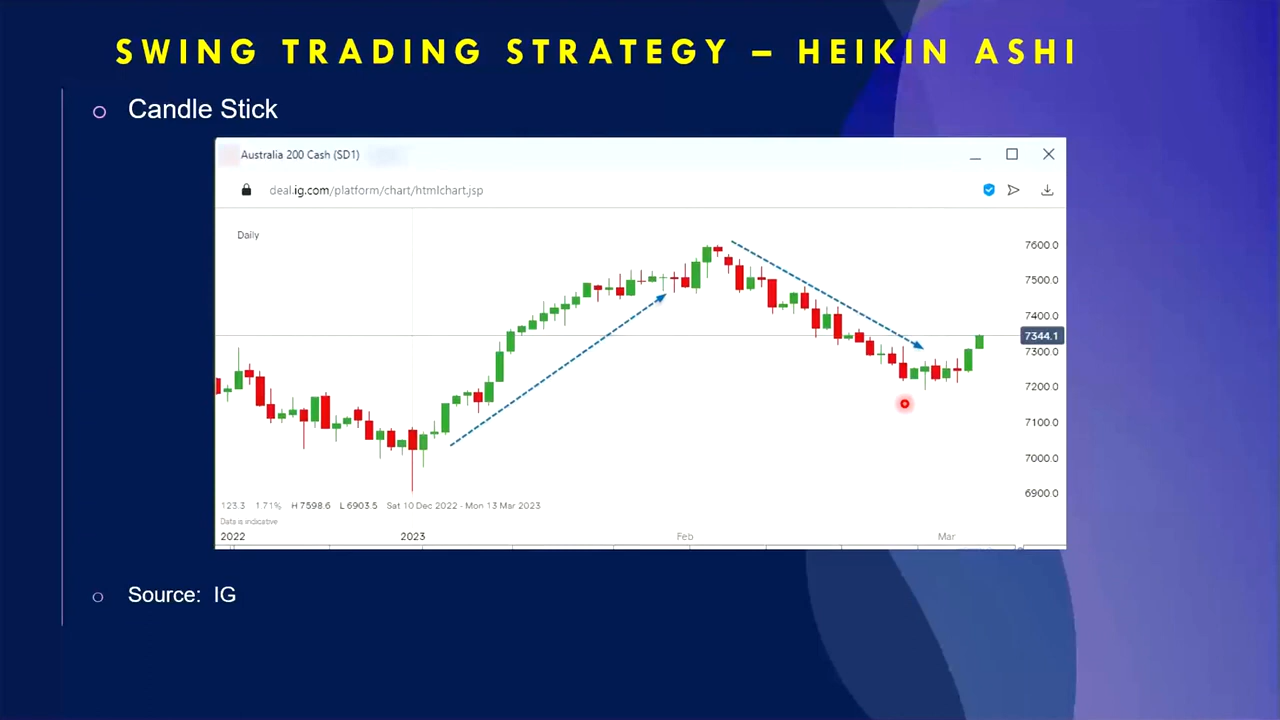 SWING TRADING STRATEGY – HEIKIN ASHI
Candle Stick
Australia 200 Cash (SD1)
deal.ig.com/platform/chart/htmlchart.jsp
Daily
7600.0
7500.0
7400.0
7344.1
7300.0
7200.0
7100.0
7000.0
6900.0
123.3 1.71% H 7598.6 L 6903.5 Sat 10 Dec 2022 - Mon 13 Mar 2023
Data is indicative
2022 2023 Feb Mar
Source: IG